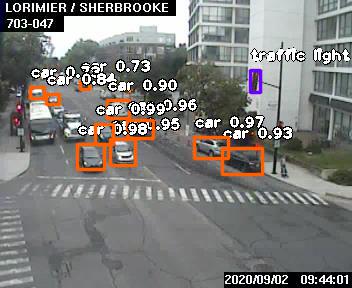 LORIMIER / SHERBROOKE
703-047
traffic light
car 0.73
car 0.84
car 0.90
car 0.96
car 0.99
car 0.95
car 0.98
car 0.97
car 0.93
2020/09/02 09:44:01